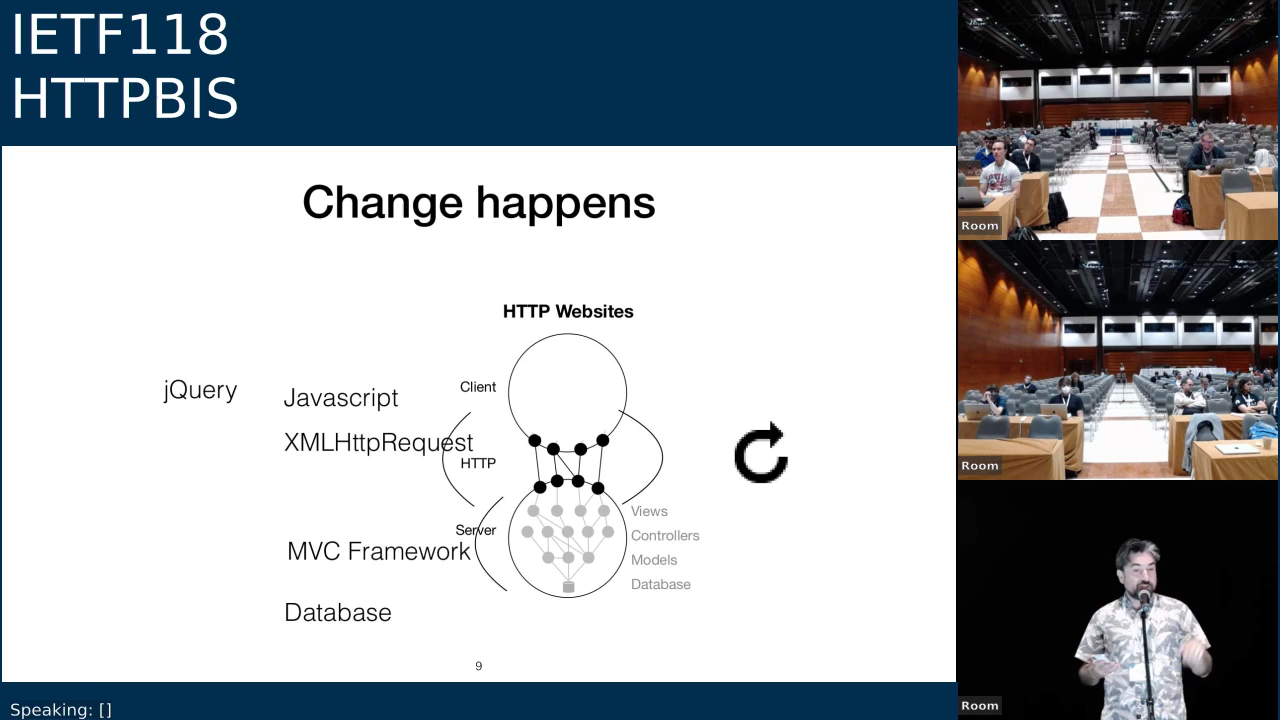 IETF118
HTTPBIS
Change happens
HTTP Websites
Client
jQuery
Javascript
XMLHttpRequest
HTTP
Views
Server
Controllers
MVC Framework
Models
Database
Database
9
Speaking: []
Room
Room
Room